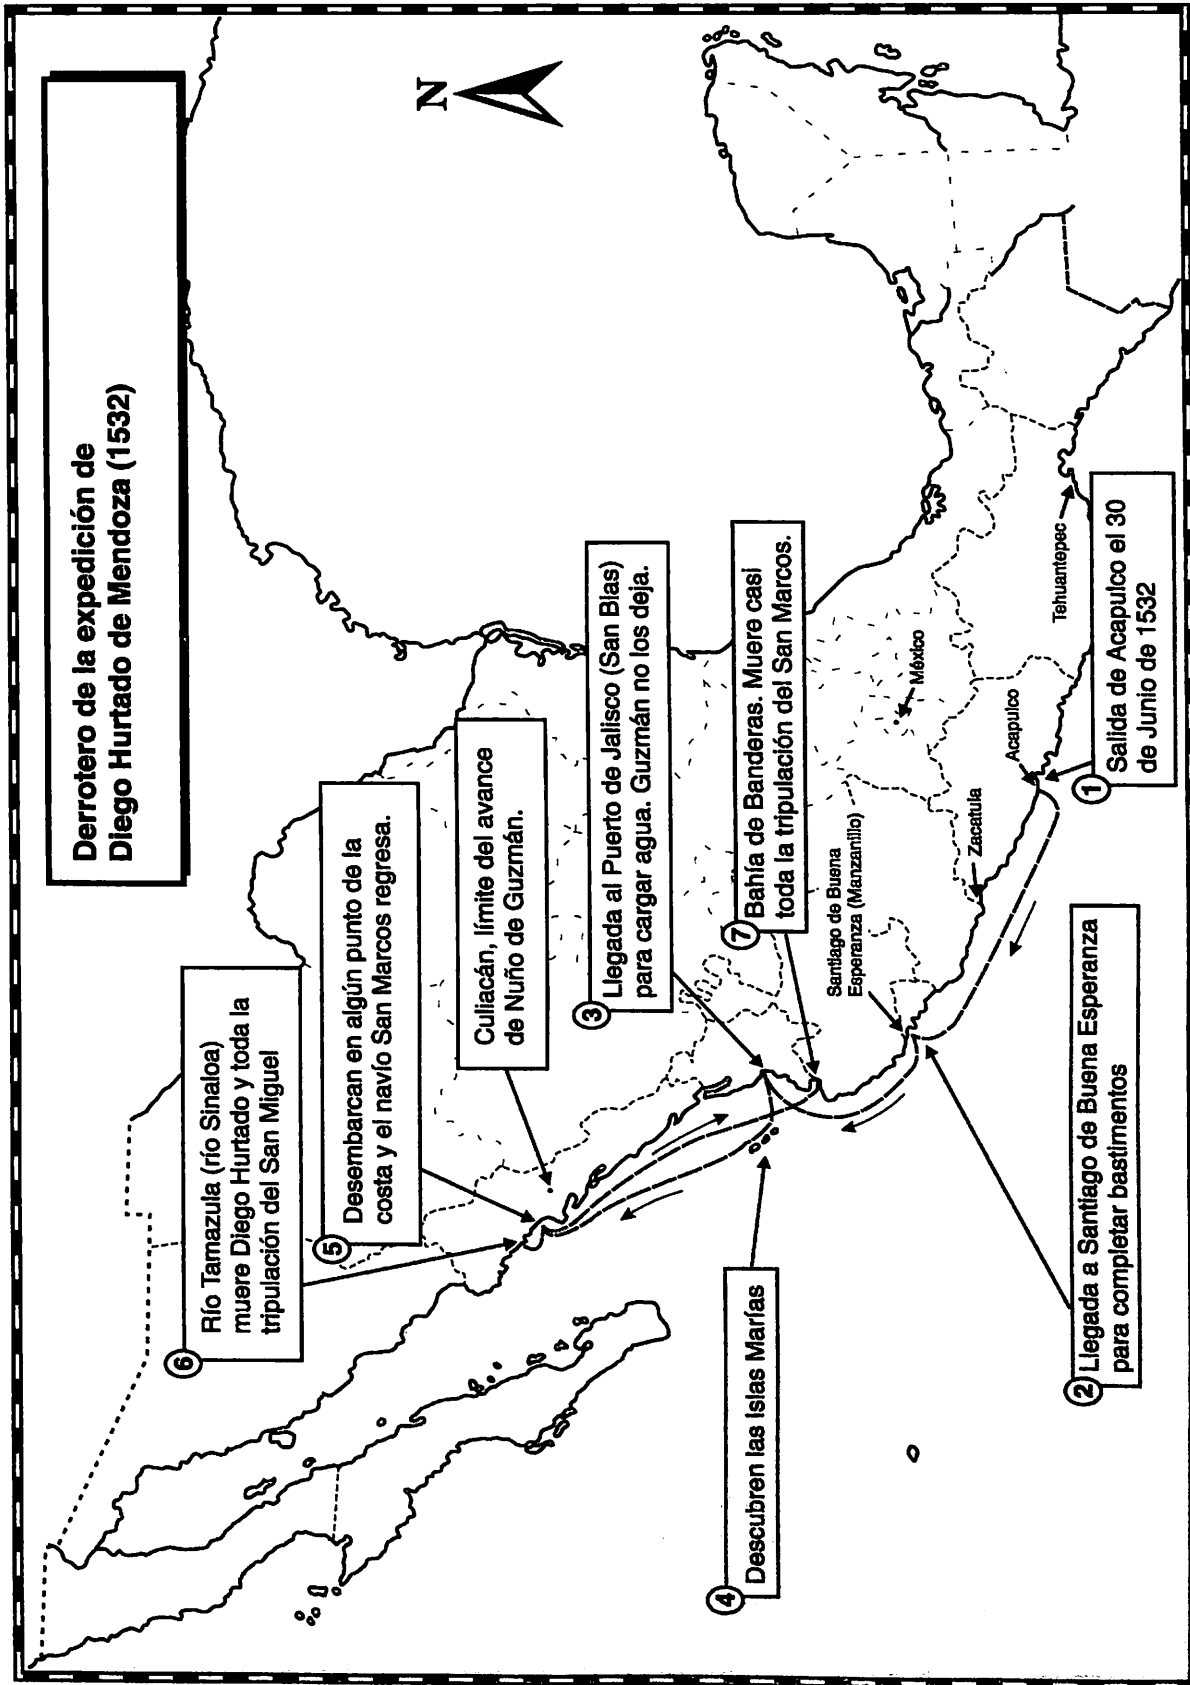 Derrotero de la expedición de
Diego Hurtado de Mendoza (1532)
N
6
Río Tamazula (río Sinaloa)
muere Diego Hurtado y toda la
tripulación del San Miguel
5
Desembarcan en algún punto de la
costa y el navío San Marcos regresa.
Culiacán, límite del avance
de Nuño de Guzmán.
3
Llegada al Puerto de Jalisco (San Blas)
para cargar agua. Guzmán no los deja.
7
Bahía de Banderas. Muere casi
toda la tripulación del San Marcos.
4
Descubren las Islas Marías
Santiago de Buena
Esperanza (Manzanillo)
México
Zacatula
Acapulco
Tehuantepec
2
Llegada a Santiago de Buena Esperanza
para completar bastimentos
1
Salida de Acapulco el 30
de Junio de 1532